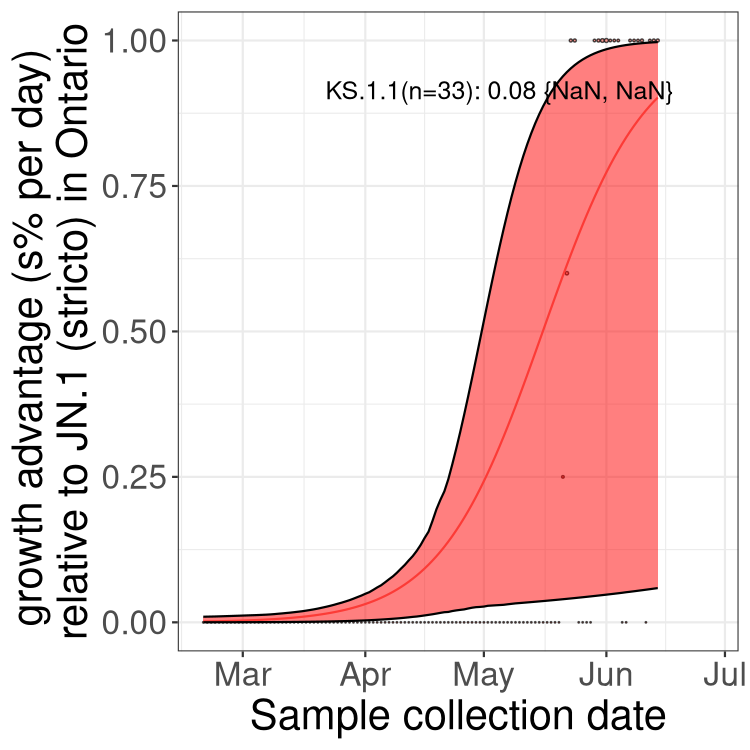 growth advantage (s% per day)
relative to JN.1 (stricto) in Ontario
1.00
0.75
0.50
0.25
0.00
KS.1.1(n=33): 0.08 {NaN, NaN}
Mar Apr May Jun Jul
Sample collection date